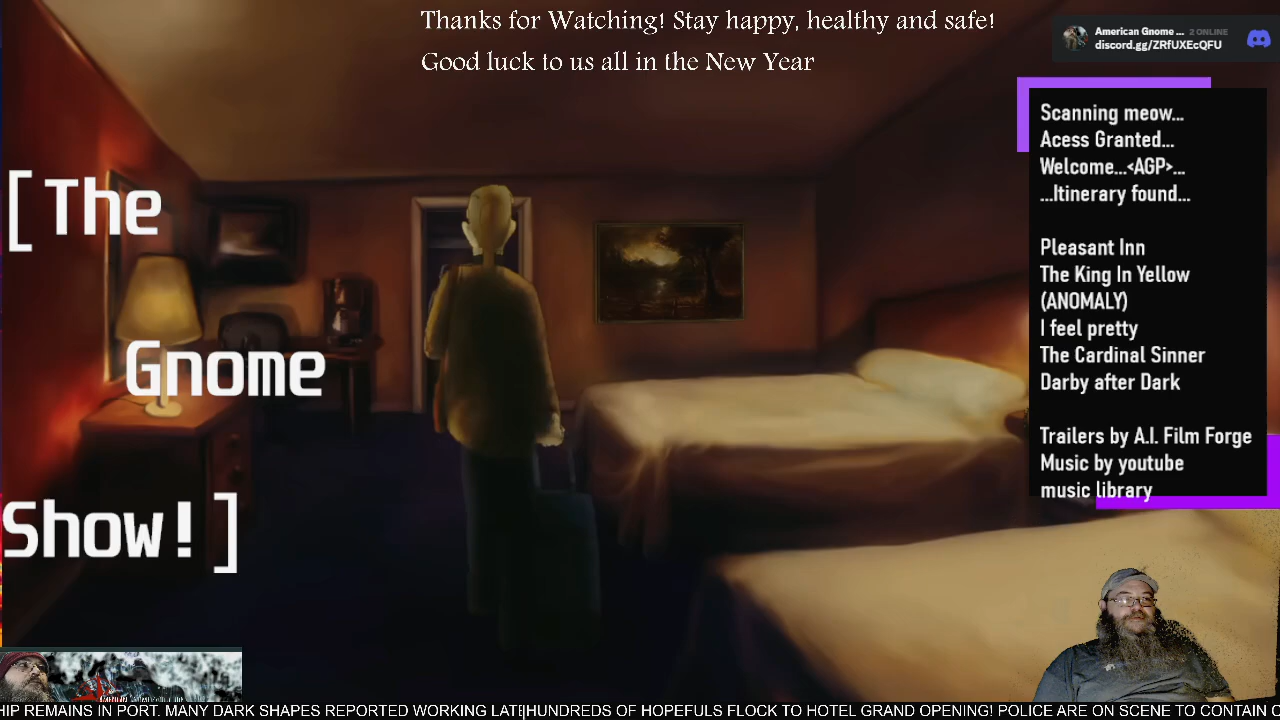 Thanks for Watching! Stay happy, healthy and safe!
Good luck to us all in the New Year
American Gnome ... 2 ONLINE
discord.gg/ZRfUXEcQFU
[The
Gnome
Show!]
Scanning meow...
Acess Granted...
Welcome...<AGP>...
...Itinerary found...
Pleasant Inn
The King In Yellow
(ANOMALY)
I feel pretty
The Cardinal Sinner
Darby after Dark
Trailers by A.I. Film Forge
Music by youtube
music library
HIP REMAINS IN PORT. MANY DARK SHAPES REPORTED WORKING LATE HUNDREDS OF HOPEFULS FLOCK TO HOTEL GRAND OPENING! POLICE ARE ON SCENE TO CONTAIN